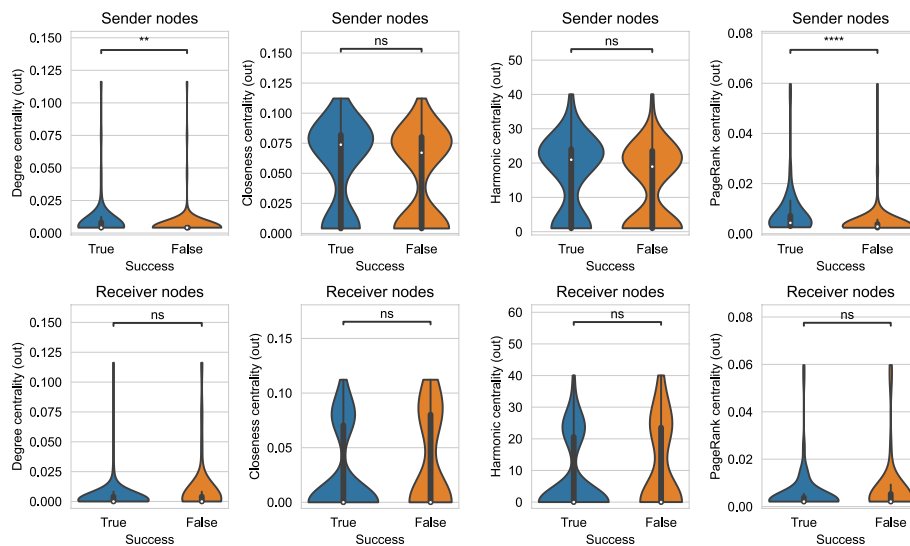 Sender nodes
Degree centrality (out)
0.150
0.125
0.100
0.075
0.050
0.025
0.000
**
True
False
Success
Sender nodes
Closeness centrality (out)
0.150
0.125
0.100
0.075
0.050
0.025
0.000
ns
True
False
Success
Sender nodes
Harmonic centrality (out)
50
40
30
20
10
0
ns
True
False
Success
Sender nodes
PageRank centrality (out)
0.08
0.06
0.04
0.02
0.00
****
True
False
Success
Receiver nodes
Degree centrality (out)
0.150
0.125
0.100
0.075
0.050
0.025
0.000
ns
True
False
Success
Receiver nodes
Closeness centrality (out)
0.15
0.10
0.05
0.00
ns
True
False
Success
Receiver nodes
Harmonic centrality (out)
60
50
40
30
20
10
0
ns
True
False
Success
Receiver nodes
PageRank centrality (out)
0.08
0.06
0.04
0.02
0.00
ns
True
False
Success